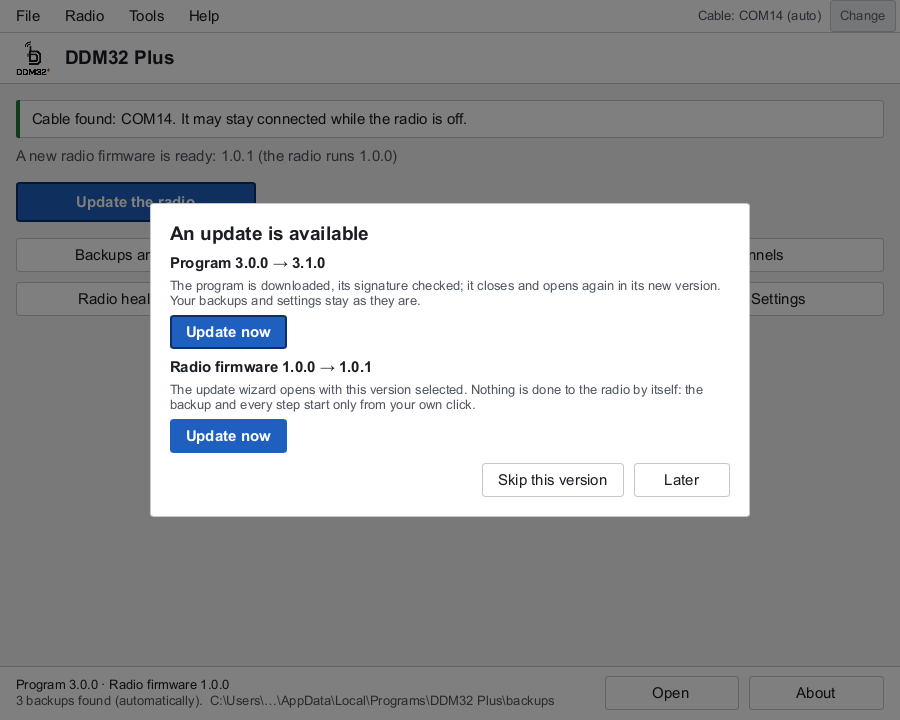 File Radio Tools Help Cable: COM14 (auto) Change
DDM32 Plus
DDM32+
Cable found: COM14. It may stay connected while the radio is off.
A new radio firmware is ready: 1.0.1 (the radio runs 1.0.0)
Update the radio
An update is available
Program 3.0.0 → 3.1.0
The program is downloaded, its signature checked; it closes and opens again in its new version.
Your backups and settings stay as they are.
Update now
Radio firmware 1.0.0 → 1.0.1
The update wizard opens with this version selected. Nothing is done to the radio by itself: the
backup and every step start only from your own click.
Update now
Skip this version Later
Backups
Radio
Settings
Program 3.0.0 · Radio firmware 1.0.0
3 backups found (automatically). C:\Users\…\AppData\Local\Programs\DDM32 Plus\backups
Open About